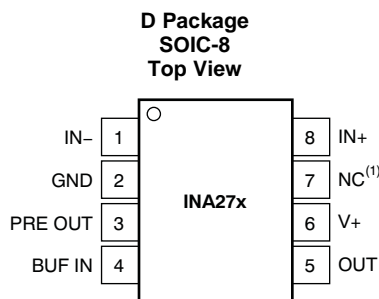 D Package
SOIC-8
Top View
IN− 1 8 IN+
GND 2 7 NC(1)
INA27x
PRE OUT 3 6 V+
BUF IN 4 5 OUT